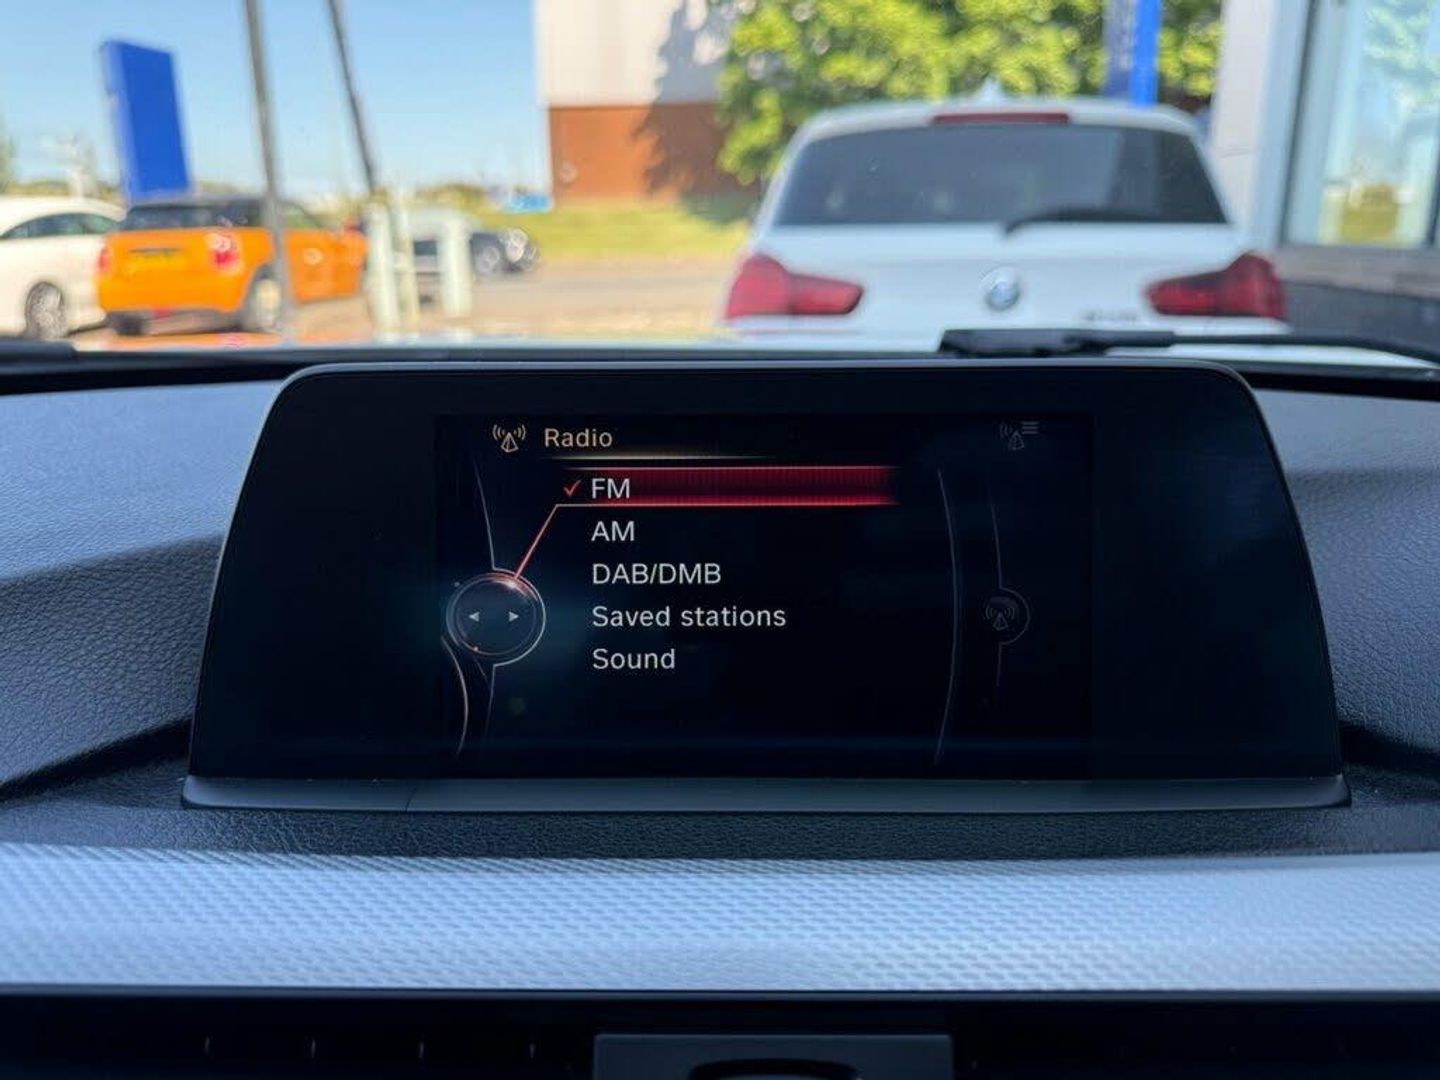 Radio
FM
AM
DAB/DMB
Saved stations
Sound